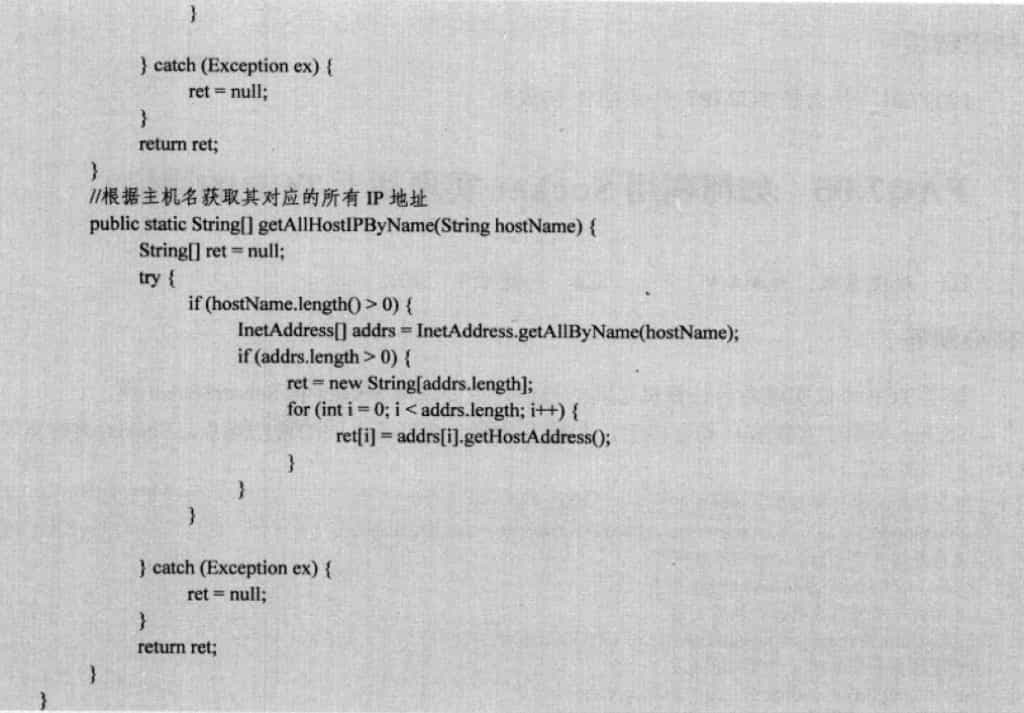 }
} catch (Exception ex) {
ret = null;
}
return ret;
}
//根据主机名获取其对应的所有 IP 地址
public static String[] getAllHostIPByName(String hostName) {
String[] ret = null;
try {
if (hostName.length() > 0) {
InetAddress[] addrs = InetAddress.getAllByName(hostName);
if (addrs.length > 0) {
ret = new String[addrs.length];
for (int i = 0; i < addrs.length; i++) {
ret[i] = addrs[i].getHostAddress();
}
}
}
} catch (Exception ex) {
ret = null;
}
return ret;
}
}